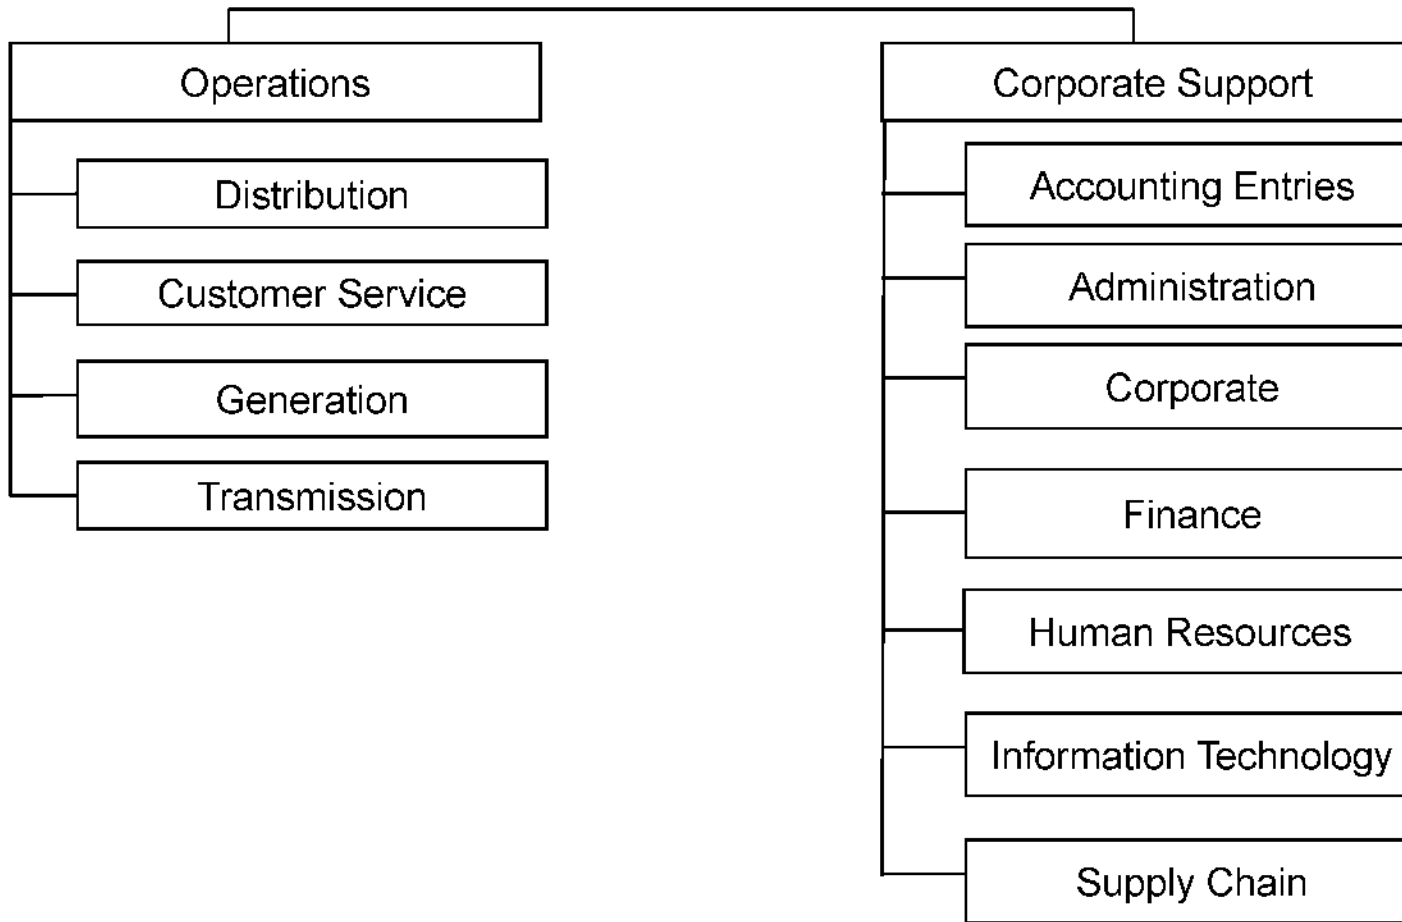 Operations
Distribution
Customer Service
Generation
Transmission
Corporate Support
Accounting Entries
Administration
Corporate
Finance
Human Resources
Information Technology
Supply Chain